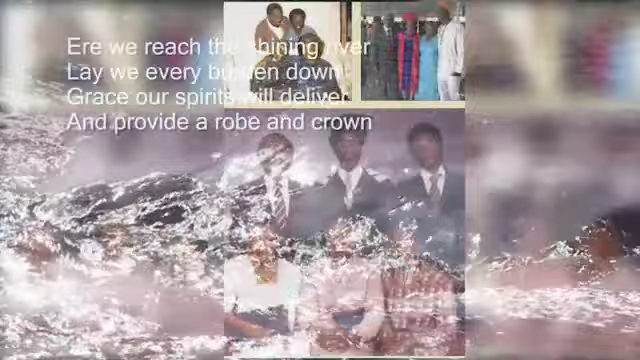 Ere we reach the shining river
Lay we every burden down
Grace our spirits will deliver
And provide a robe and crown